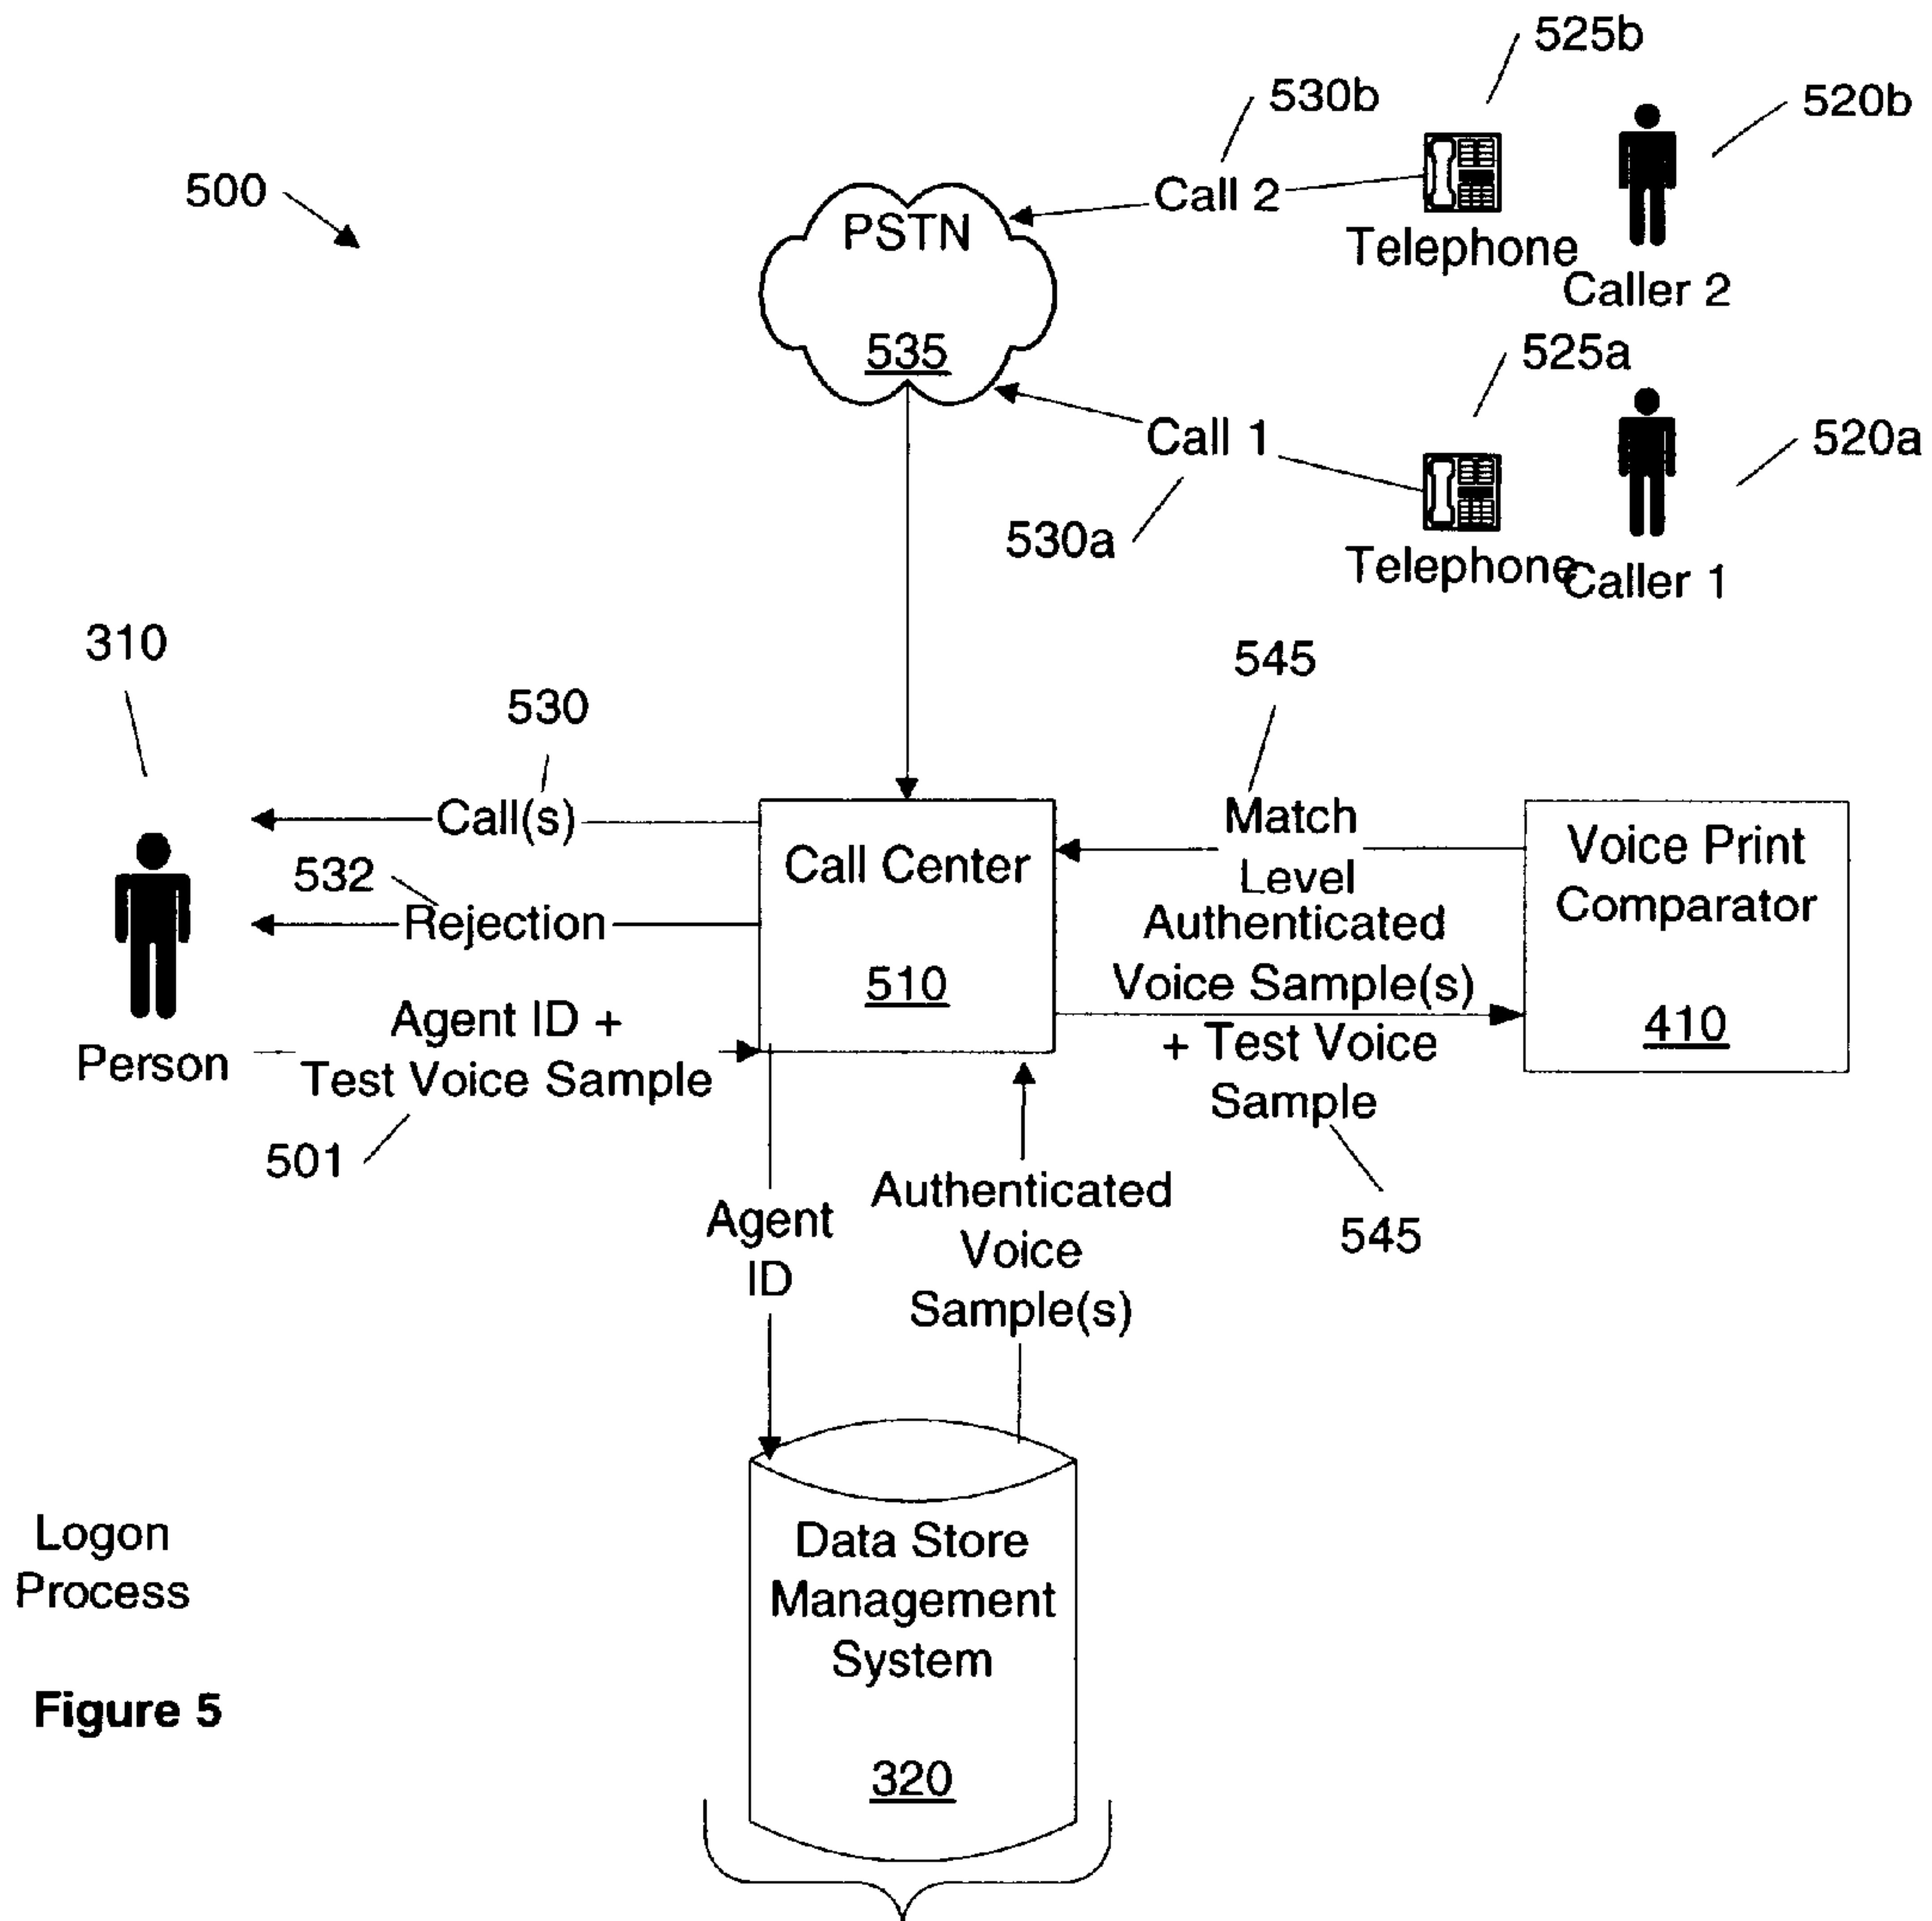 525b
530b
520b
500
PSTN
Call 2
Telephone
Caller 2
535
525a
Call 1
520a
530a
Telephone
Caller 1
310
545
530
Call(s)
Match
Level
Voice Print
Comparator
410
Call Center
510
532
Rejection
Authenticated
Voice Sample(s)
+ Test Voice
Sample
545
Agent ID +
Test Voice Sample
Person
501
Agent
ID
Authenticated
Voice
Sample(s)
Logon
Process
Data Store
Management
System
320
Figure 5